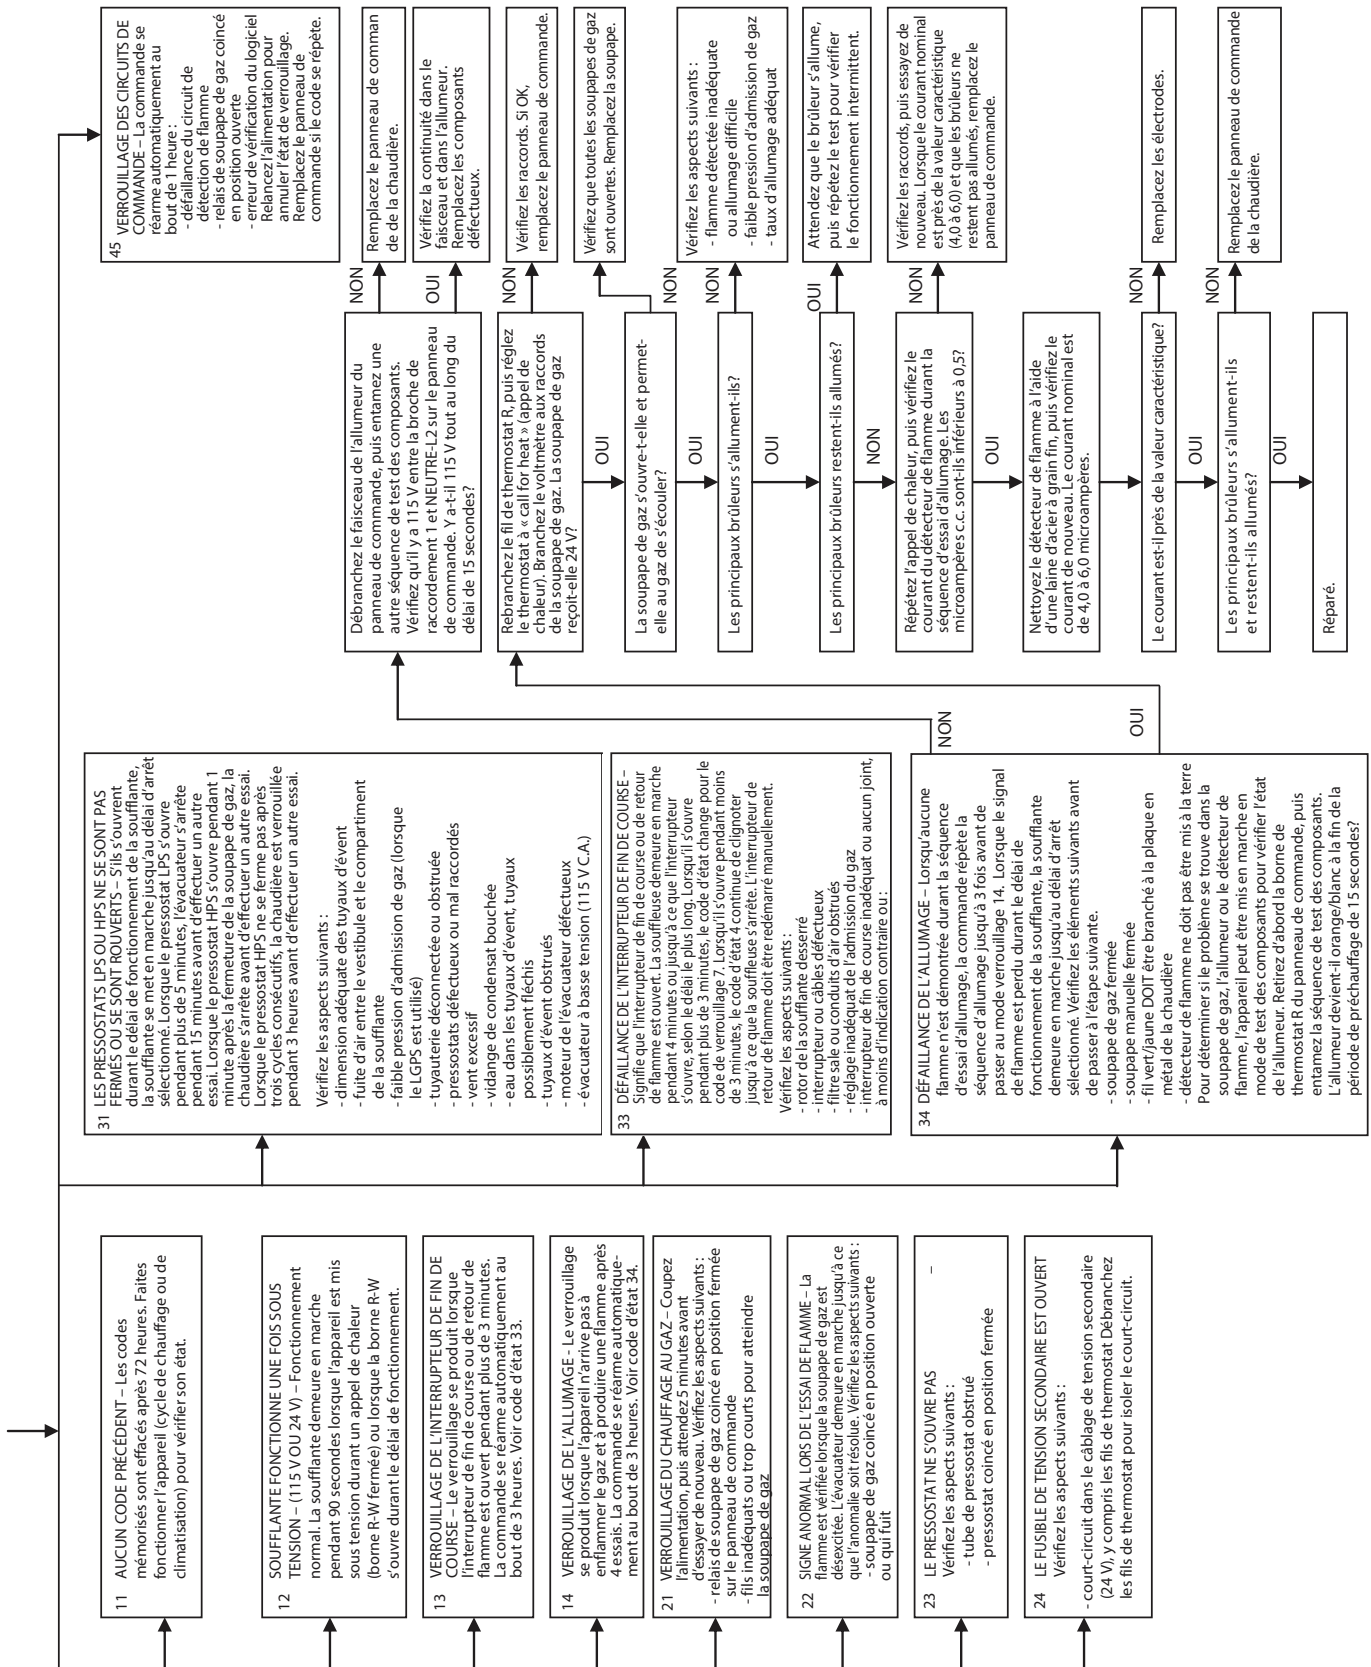 11 AUCUN CODE PRÉCÉDENT – Les codes
mémorisés sont effacés après 72 heures. Faites
fonctionner l'appareil (cycle de chauffage ou de
climatisation) pour vérifier son état.
12 SOUFFLANTE FONCTIONNE UNE FOIS SOUS
TENSION – (115 V OU 24 V) – Fonctionnement
normal. La soufflante demeure en marche
pendant 90 secondes lorsque l'appareil est mis
sous tension durant un appel de chaleur
(borne R-W fermée) ou lorsque la borne R-W
s'ouvre durant le délai de fonctionnement.
13 VERROUILLAGE DE L'INTERRUPTEUR DE FIN DE
COURSE – Le verrouillage se produit lorsque
l'interrupteur de fin de course ou de retour de
flamme est ouvert pendant plus de 3 minutes.
La commande se réarme automatiquement au
bout de 3 heures. Voir code d'état 33.
14 VERROUILLAGE DE L'ALLUMAGE - Le verrouillage
se produit lorsque l'appareil n'arrive pas à
enflammer le gaz et à produire une flamme après
4 essais. La commande se réarme automatique-
ment au bout de 3 heures. Voir code d'état 34.
21 VERROUILLAGE DU CHAUFFAGE AU GAZ – Coupez
l'alimentation, puis attendez 5 minutes avant
d'essayer de nouveau. Vérifiez les aspects suivants :
- relais de soupape de gaz coincé en position fermée
sur le panneau de commande
- fils inadéquats ou trop courts pour atteindre
la soupape de gaz
22 SIGNE ANORMAL LORS DE L'ESSAI DE FLAMME – La
flamme est vérifiée lorsque la soupape de gaz est
désexcitée. L'évacuateur demeure en marche jusqu'à ce
que l'anomalie soit résolue. Vérifiez les aspects suivants :
- soupape de gaz coincé en position ouverte
ou qui fuit
23 LE PRESSOSTAT NE S'OUVRE PAS –
Vérifiez les aspects suivants :
- tube de pressostat obstrué
- pressostat coincé en position fermée
24 LE FUSIBLE DE TENSION SECONDAIRE EST OUVERT
Vérifiez les aspects suivants :
- court-circuit dans le câblage de tension secondaire
(24 V), y compris les fils de thermostat Débranchez
les fils de thermostat pour isoler le court-circuit.
31 LES PRESSOSTATS LPS OU HPS NE SE SONT PAS
FERMÉS OU SE SONT ROUVERTS – S'ils s'ouvrent
durant le délai de fonctionnement de la soufflante,
la soufflante se met en marche jusqu'au délai d'arrêt
sélectionné. Lorsque le pressostat LPS s'ouvre
pendant plus de 5 minutes, l'évacuateur s'arrête
pendant 15 minutes avant d'effectuer un autre
essai. Lorsque le pressostat HPS s'ouvre pendant 1
minute après la fermeture de la soupape de gaz, la
chaudière s'arrête avant d'effectuer un autre essai.
Lorsque le pressostat HPS ne se ferme pas après
trois cycles consécutifs, la chaudière est verrouillée
pendant 3 heures avant d'effectuer un autre essai.
Vérifiez les aspects suivants :
- dimension adéquate des tuyaux d'évent
- fuite d'air entre le vestibule et le compartiment
de la soufflante
- faible pression d'admission de gaz (lorsque
le LGPS est utilisé)
- tuyauterie déconnectée ou obstruée
- pressostats défectueux ou mal raccordés
- vent excessif
- vidange de condensat bouchée
- eau dans les tuyaux d'évent, tuyaux
possiblement fléchis
- tuyaux d'évent obstrués
- moteur de l'évacuateur défectueux
- évacuateur à basse tension (115 V C.A.)
33 DÉFAILLANCE DE L'INTERRUPTEUR DE FIN DE COURSE –
Signifie que l'interrupteur de fin de course ou de retour
de flamme est ouvert. La souffleuse demeure en marche
pendant 4 minutes ou jusqu'à ce que l'interrupteur
s'ouvre, selon le délai le plus long. Lorsqu'il s'ouvre
pendant plus de 3 minutes, le code d'état change pour le
code de verrouillage 7. Lorsqu'il s'ouvre pendant moins
de 3 minutes, le code d'état 4 continue de clignoter
jusqu'à ce que la souffleuse s'arrête. L'interrupteur de
retour de flamme doit être redémarré manuellement.
Vérifiez les aspects suivants :
- rotor de la soufflante desserré
- interrupteur ou câbles défectueux
- filtre sale ou conduits d'air obstrués
- réglage inadéquat de l'admission du gaz
- interrupteur de fin de course inadéquat ou aucun joint,
à moins d'indication contraire ou :
34 DÉFAILLANCE DE L'ALLUMAGE – Lorsqu'aucune
flamme n'est démontrée durant la séquence
d'essai d'allumage, la commande répète la
séquence d'allumage jusqu'à 3 fois avant de
passer au mode verrouillage 14. Lorsque le signal
de flamme est perdu durant le délai de
fonctionnement de la soufflante, la soufflante
demeure en marche jusqu'au délai d'arrêt
sélectionné. Vérifiez les éléments suivants avant
de passer à l'étape suivante.
- soupape de gaz fermée
- soupape manuelle fermée
- fil vert/jaune DOIT être branché à la plaque en
métal de la chaudière
- détecteur de flamme ne doit pas être mis à la terre
Pour déterminer si le problème se trouve dans la
soupape de gaz, l'allumeur ou le détecteur de
flamme, l'appareil peut être mis en marche en
mode de test des composants pour vérifier l'état
de l'allumeur. Retirez d'abord la borne de
thermostat R du panneau de commande, puis
entamez la séquence de test des composants.
L'allumeur devient-il orange/blanc à la fin de la
période de préchauffage de 15 secondes?
NON
OUI
Débranchez le faisceau de l'allumeur du
panneau de commande, puis entamez une
autre séquence de test des composants.
Vérifiez qu'il y a 115 V entre la broche de
raccordement 1 et NEUTRE-L2 sur le panneau
de commande. Y a-t-il 115 V tout au long du
délai de 15 secondes?
NON
OUI
Rebranchez le fil de thermostat R, puis réglez
le thermostat à « call for heat » (appel de
chaleur). Branchez le voltmètre aux raccords
de la soupape de gaz. La soupape de gaz
reçoit-elle 24 V?
NON
OUI
La soupape de gaz s'ouvre-t-elle et permet-
elle au gaz de s'écouler?
NON
OUI
Les principaux brûleurs s'allument-ils?
NON
OUI
Les principaux brûleurs restent-ils allumés?
OUI
NON
Répétez l'appel de chaleur, puis vérifiez le
courant du détecteur de flamme durant la
séquence d'essai d'allumage. Les
microampères c.c. sont-ils inférieurs à 0,5?
NON
OUI
Nettoyez le détecteur de flamme à l'aide
d'une laine d'acier à grain fin, puis vérifiez le
courant de nouveau. Le courant nominal est
de 4,0 à 6,0 microampères.
Le courant est-il près de la valeur caractéristique?
NON
OUI
Les principaux brûleurs s'allument-ils
et restent-ils allumés?
NON
OUI
Réparé.
45 VERROUILLAGE DES CIRCUITS DE
COMMANDE – La commande se
réarme automatiquement au
bout de 1 heure :
- défaillance du circuit de
détection de flamme
- relais de soupape de gaz coincé
en position ouverte
- erreur de vérification du logiciel
Relancez l'alimentation pour
annuler l'état de verrouillage.
Remplacez le panneau de
commande si le code se répète.
Remplacez le panneau de comman
de de la chaudière.
Vérifiez la continuité dans le
faisceau et dans l'allumeur.
Remplacez les composants
défectueux.
Vérifiez les raccords. Si OK,
remplacez le panneau de commande.
Vérifiez que toutes les soupapes de gaz
sont ouvertes. Remplacez la soupape.
Vérifiez les aspects suivants :
- flamme détectée inadéquate
ou allumage difficile
- faible pression d'admission de gaz
- taux d'allumage adéquat
Attendez que le brûleur s'allume,
puis répétez le test pour vérifier
le fonctionnement intermittent.
Vérifiez les raccords, puis essayez de
nouveau. Lorsque le courant nominal
est près de la valeur caractéristique
(4,0 à 6,0) et que les brûleurs ne
restent pas allumés, remplacez le
panneau de commande.
Remplacez les électrodes.
Remplacez le panneau de commande
de la chaudière.